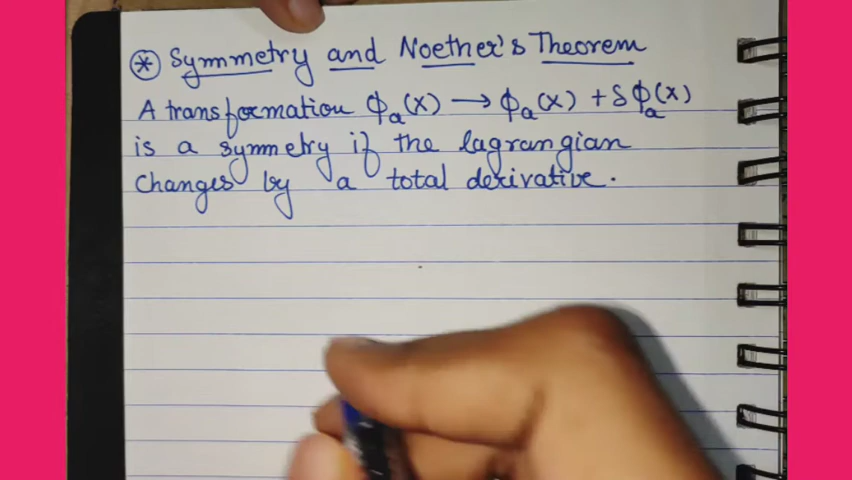 * Symmetry and Noether's Theorem
A transformation ϕₐ(x) → ϕₐ(x) + δϕₐ(x)
is a symmetry if the lagrangian
Changes by a total derivative.